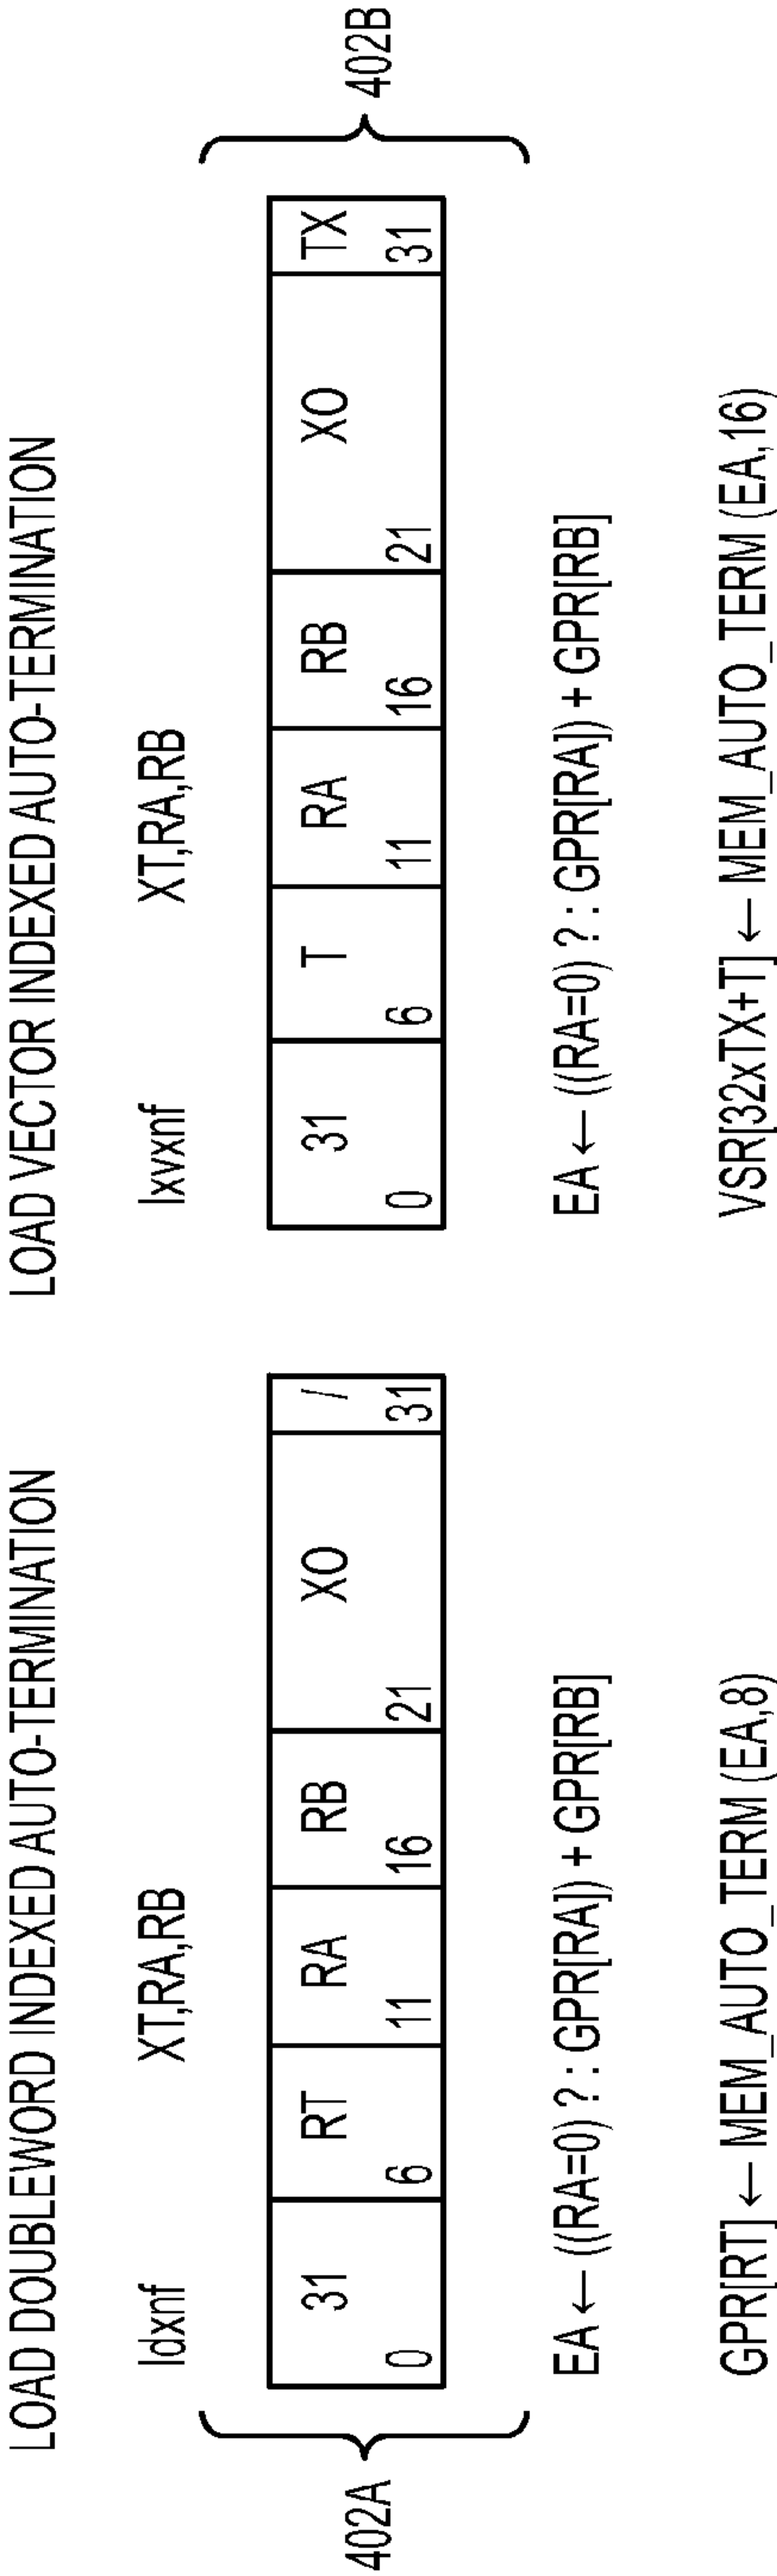 LOAD DOUBLEWORD INDEXED AUTO-TERMINATION
ldxnf XT,RA,RB
402A
31 RT RA RB XO /
0 6 11 16 21 31
EA ← ((RA=0) ? : GPR[RA]) + GPR[RB]
GPR[RT] ← MEM_AUTO_TERM (EA,8)
LOAD VECTOR INDEXED AUTO-TERMINATION
lxvxnf XT,RA,RB
31 T RA RB XO TX
0 6 11 16 21 31
402B
EA ← ((RA=0) ? : GPR[RA]) + GPR[RB]
VSR[32xTX+T] ← MEM_AUTO_TERM (EA,16)